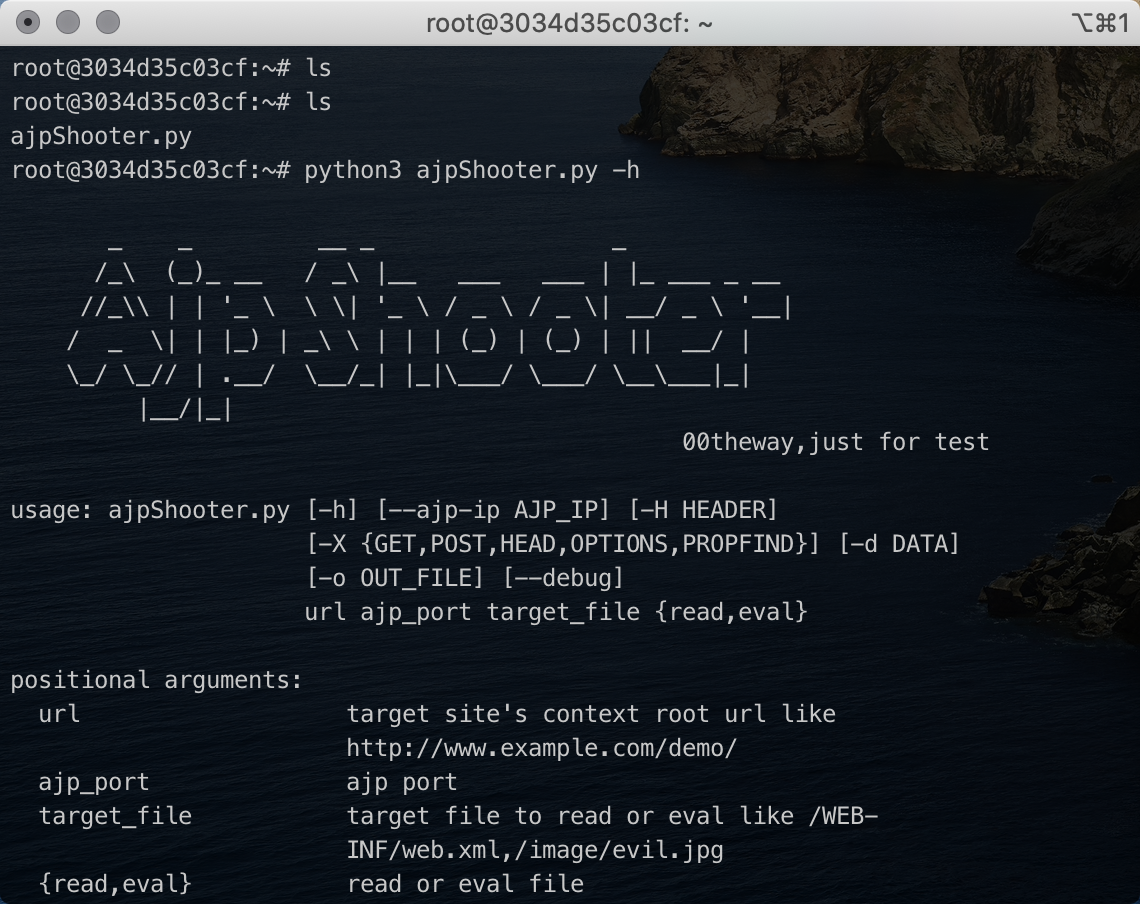 root@3034d35c03cf: ~
⌥⌘1
root@3034d35c03cf:~# ls
root@3034d35c03cf:~# ls
ajpShooter.py
root@3034d35c03cf:~# python3 ajpShooter.py -h
       _    _         __ _                 _
      /_\  (_)_ __   / _\ |__   ___   ___ | |_ ___ _ __
     //_\\ | | '_ \  \ \| '_ \ / _ \ / _ \| __/ _ \ '__|
    /  _  \| | |_) | _\ \ | | | (_) | (_) | ||  __/ |
    \_/ \_// | .__/  \__/_| |_|\___/ \___/ \__\___|_|
         |__/|_|
00theway,just for test
usage: ajpShooter.py [-h] [--ajp-ip AJP_IP] [-H HEADER]
                     [-X {GET,POST,HEAD,OPTIONS,PROPFIND}] [-d DATA]
                     [-o OUT_FILE] [--debug]
                     url ajp_port target_file {read,eval}
positional arguments:
  url                   target site's context root url like
                        http://www.example.com/demo/
  ajp_port              ajp port
  target_file           target file to read or eval like /WEB-
                        INF/web.xml,/image/evil.jpg
  {read,eval}           read or eval file